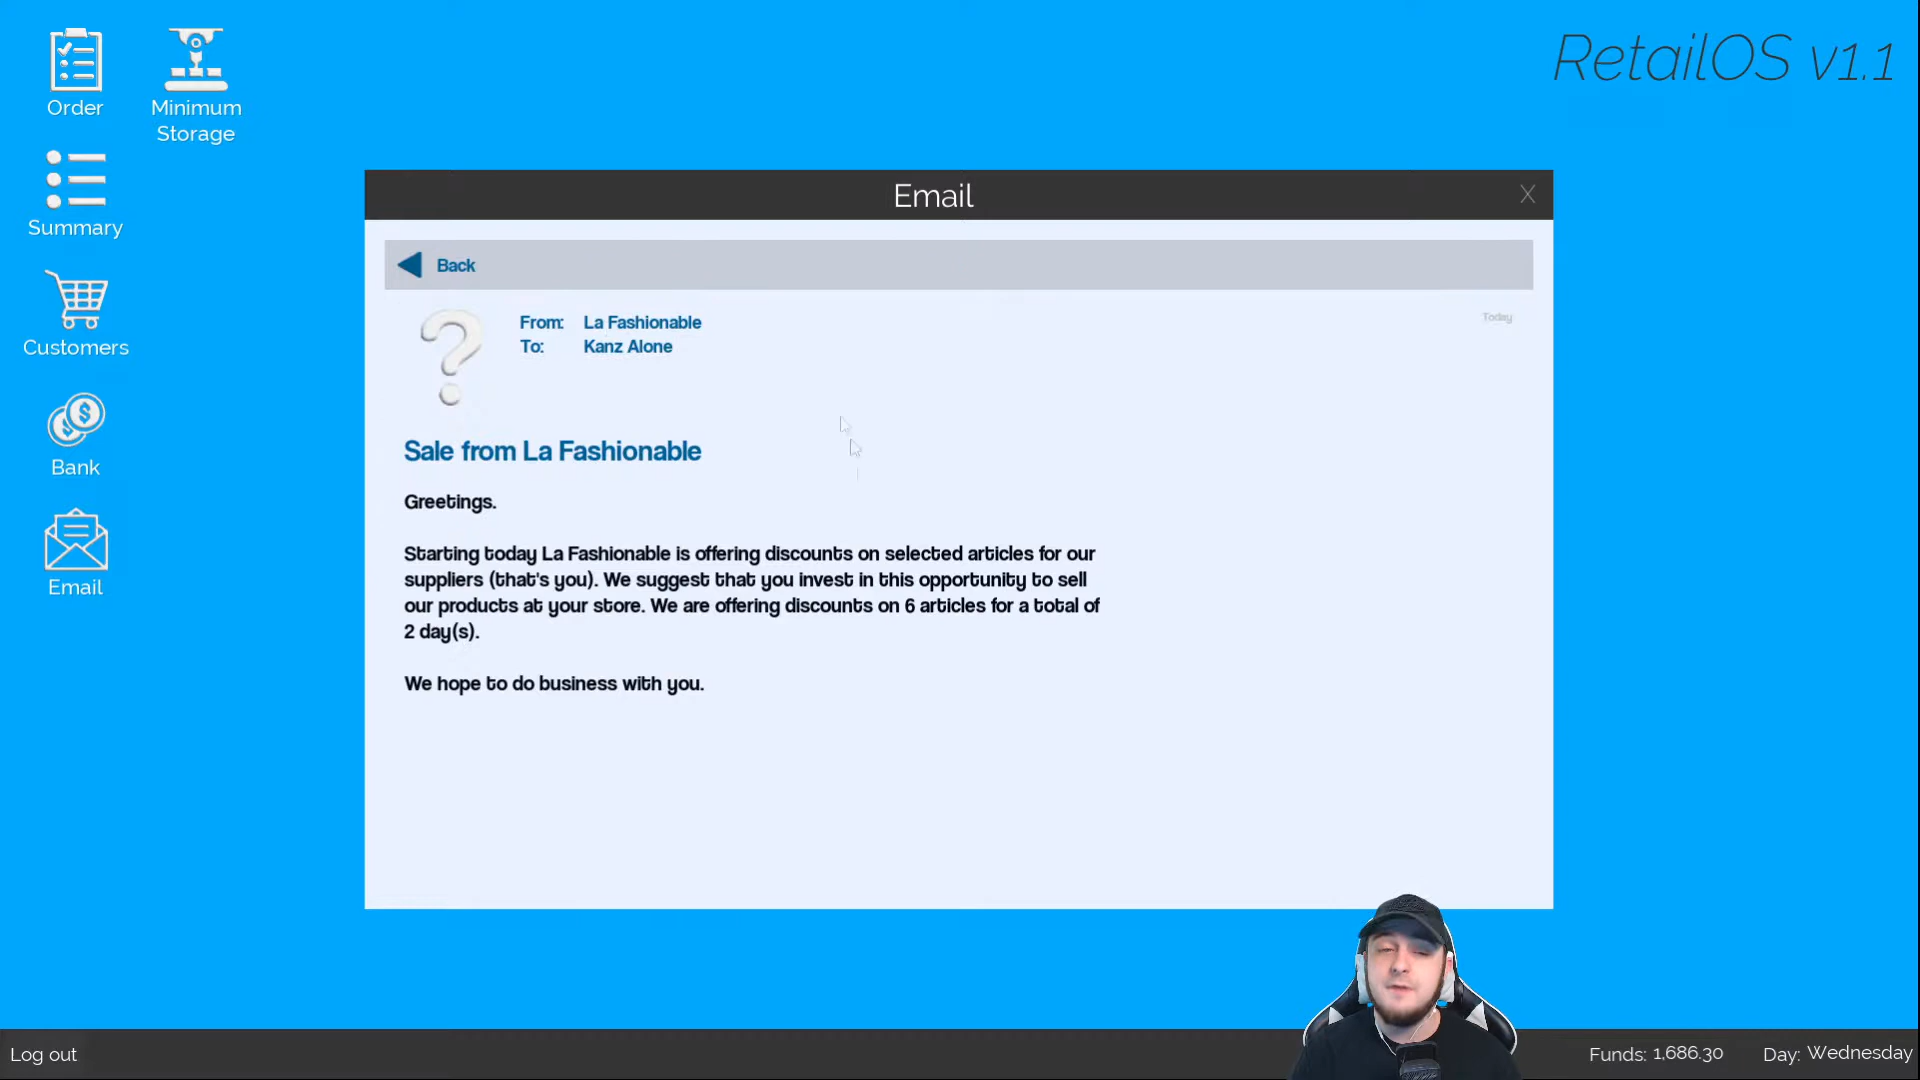 Order
Minimum
Storage
Summary
Customers
Bank
Email
RetailOS v1.1
Email
X
Back
From: La Fashionable
To: Kanz Alone
Today
Sale from La Fashionable
Greetings.
Starting today La Fashionable is offering discounts on selected articles for our
suppliers (that's you). We suggest that you invest in this opportunity to sell
our products at your store. We are offering discounts on 6 articles for a total of
2 day(s).
We hope to do business with you.
Log out
Funds: 1,686.30
Day: Wednesday